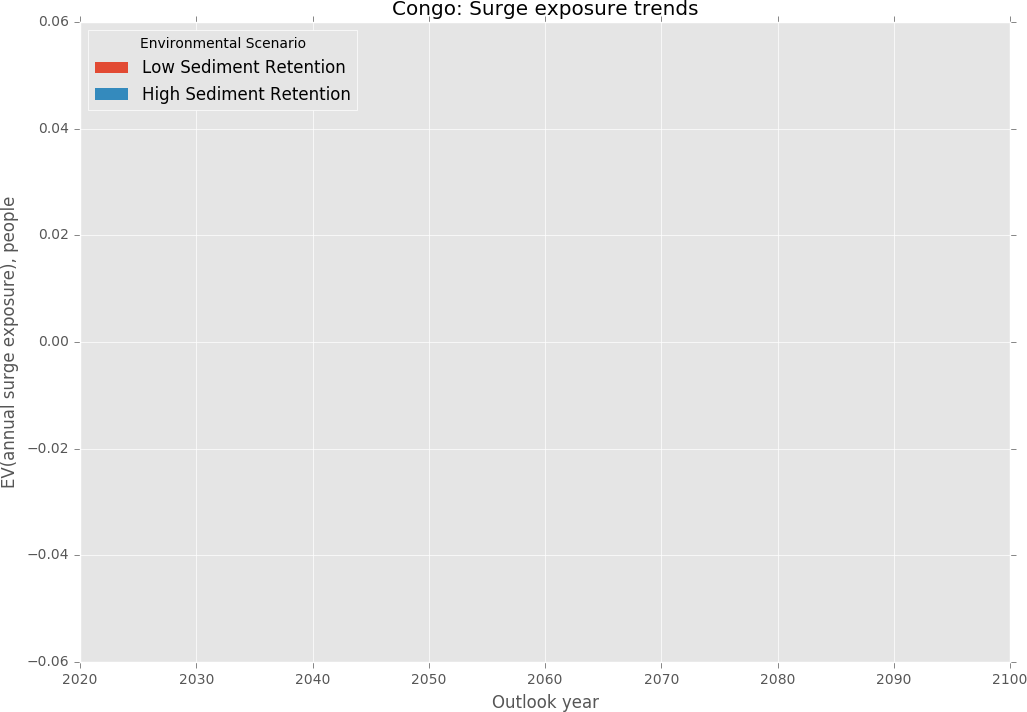 Congo: Surge exposure trends
Environmental Scenario
Low Sediment Retention
High Sediment Retention
EV(annual surge exposure), people
0.06
0.04
0.02
0.00
−0.02
−0.04
−0.06
2020 2030 2040 2050 2060 2070 2080 2090 2100
Outlook year